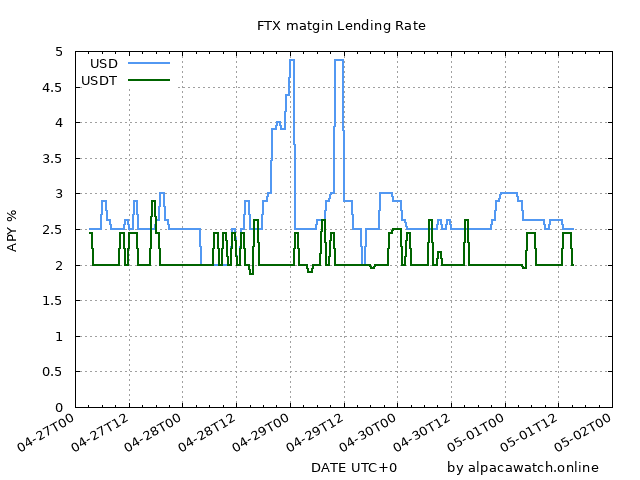 FTX matgin Lending Rate
USD
USDT
5
4.5
4
3.5
3
2.5
2
1.5
1
0.5
0
APY %
04-27T00
04-27T12
04-28T00
04-28T12
04-29T00
04-29T12
04-30T00
04-30T12
05-01T00
05-01T12
05-02T00
DATE UTC+0
by alpacawatch.online